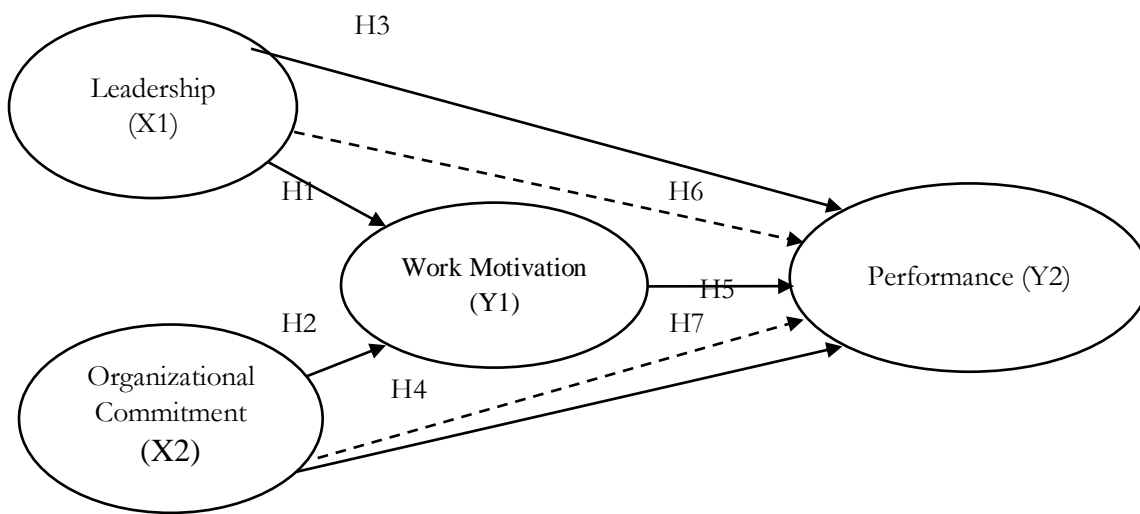 H3
Leadership
(X1)
H1
H6
Work Motivation
(Y1)
H5
Performance (Y2)
H2
H7
H4
Organizational
Commitment
(X2)